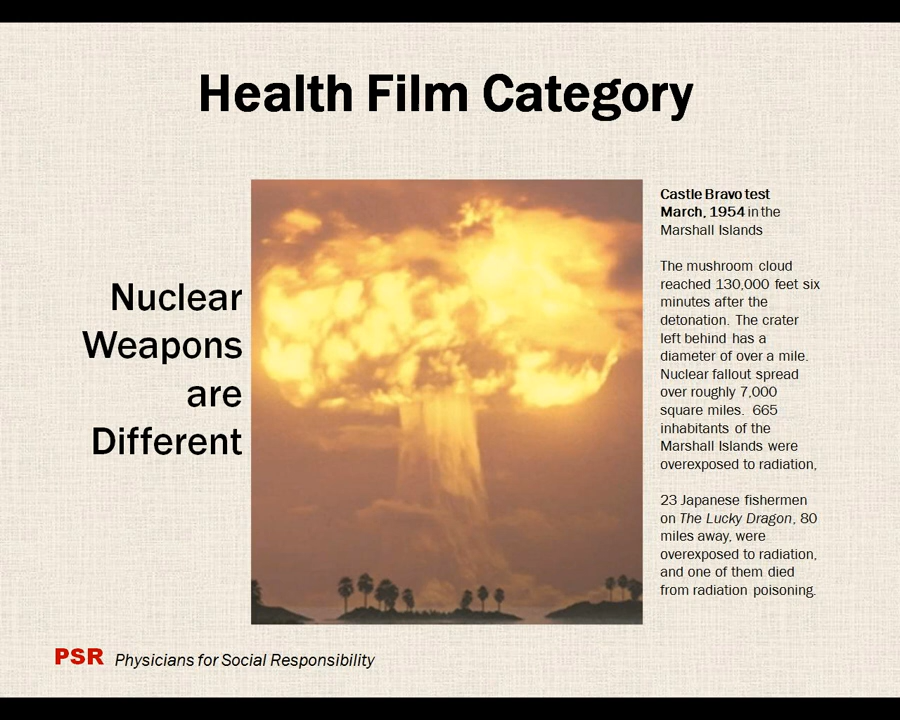 Health Film Category
Nuclear
Weapons
are
Different
Castle Bravo test
March, 1954 in the
Marshall Islands
The mushroom cloud
reached 130,000 feet six
minutes after the
detonation. The crater
left behind has a
diameter of over a mile.
Nuclear fallout spread
over roughly 7,000
square miles. 665
inhabitants of the
Marshall Islands were
overexposed to radiation,
23 Japanese fishermen
on The Lucky Dragon, 80
miles away, were
overexposed to radiation,
and one of them died
from radiation poisoning.
PSR Physicians for Social Responsibility